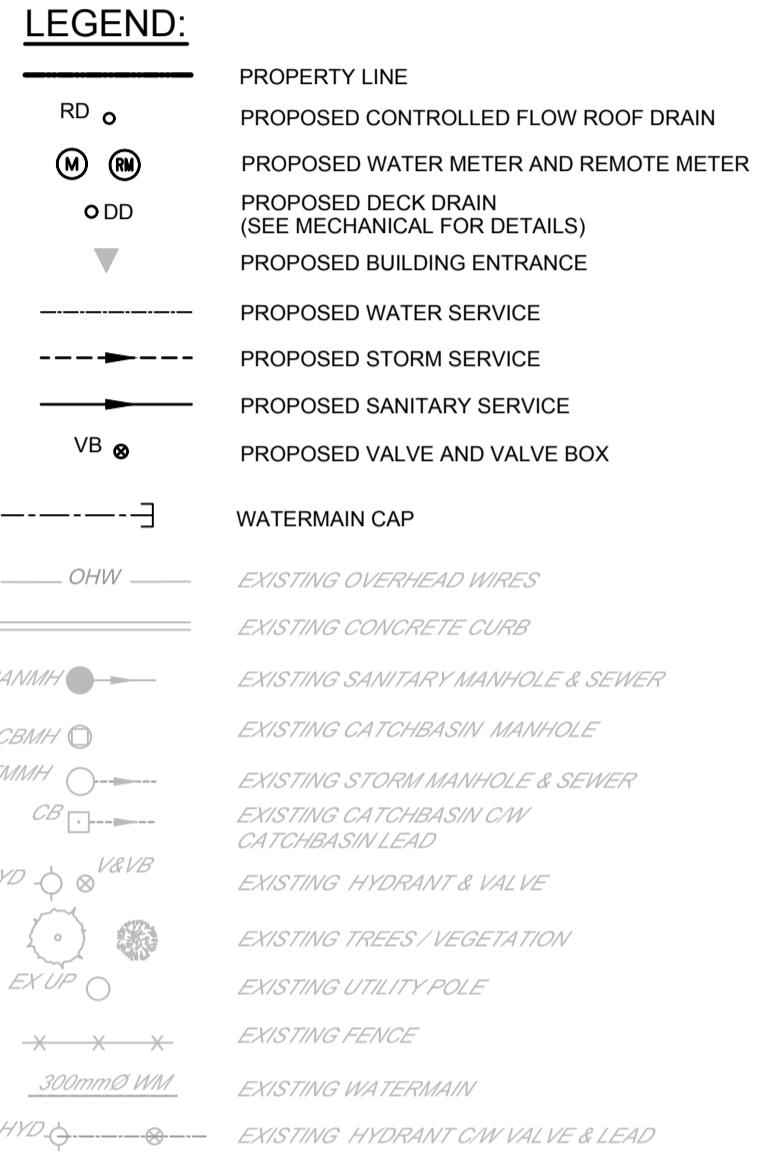 LEGEND:
PROPERTY LINE
RD PROPOSED CONTROLLED FLOW ROOF DRAIN
M RM PROPOSED WATER METER AND REMOTE METER
DD PROPOSED DECK DRAIN
(SEE MECHANICAL FOR DETAILS)
PROPOSED BUILDING ENTRANCE
PROPOSED WATER SERVICE
PROPOSED STORM SERVICE
PROPOSED SANITARY SERVICE
VB PROPOSED VALVE AND VALVE BOX
WATERMAIN CAP
OHW EXISTING OVERHEAD WIRES
EXISTING CONCRETE CURB
EXISTING SANITARY MANHOLE & SEWER
CBMH EXISTING CATCHBASIN MANHOLE
EXISTING STORM MANHOLE & SEWER
CB EXISTING CATCHBASIN C/W
CATCHBASIN LEAD
V&VB EXISTING HYDRANT & VALVE
EXISTING TREES / VEGETATION
EX UP EXISTING UTILITY POLE
X X X EXISTING FENCE
300mmØ WM EXISTING WATERMAIN
HYD EXISTING HYDRANT C/W VALVE & LEAD